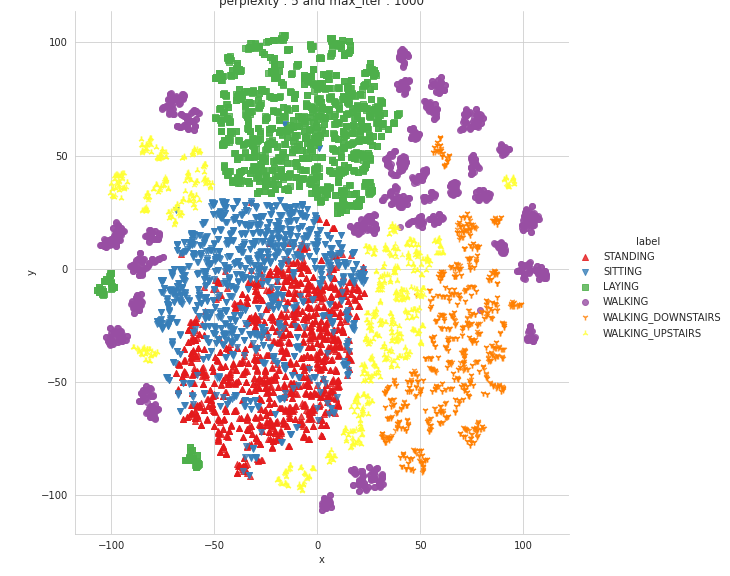 perplexity : 5 and max_iter : 1000
100
50
0
−50
−100
y
−100
−50
0
50
100
x
label
STANDING
SITTING
LAYING
WALKING
WALKING_DOWNSTAIRS
WALKING_UPSTAIRS